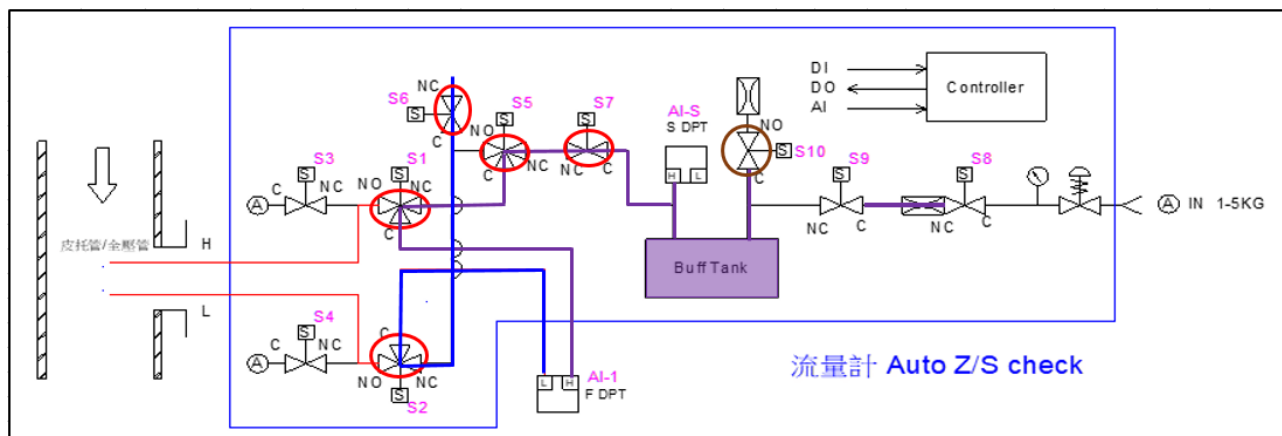 NC
S6
S
NO
C
S5
S
C
NC
S7
S
NC
C
AI-S
S DPT
H
L
NO
S
S10
C
DI
DO
AI
Controller
S3
S
C
NC
A
S1
S
NO
NC
C
S9
S
NC
C
S8
S
NC
C
A IN 1-5KG
皮托管/全壓管
H
L
Buff Tank
S4
S
C
NC
A
C
NO
NC
S
S2
L
H
AI-1
F DPT
流量計 Auto Z/S check